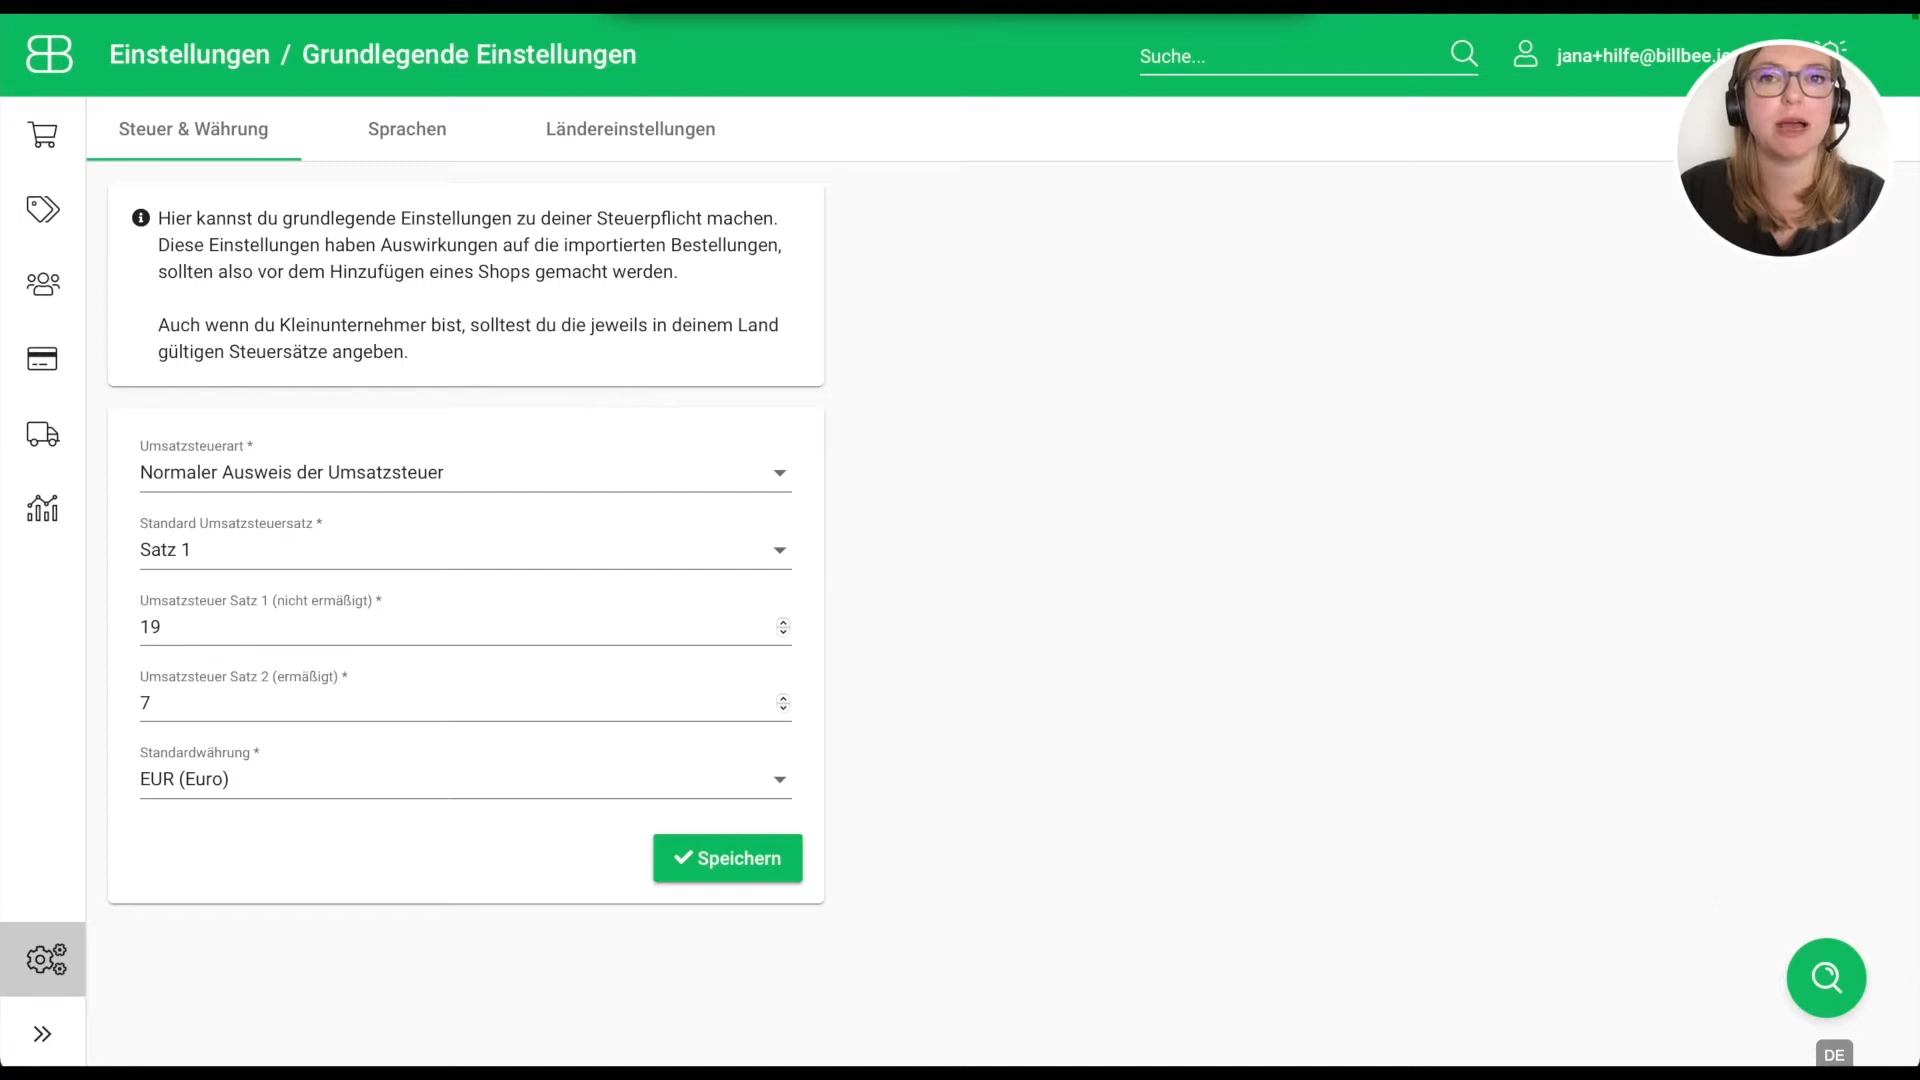 Einstellungen / Grundlegende Einstellungen
Suche...
jana+hilfe@billbee.io
Steuer & Währung
Sprachen
Ländereinstellungen
Hier kannst du grundlegende Einstellungen zu deiner Steuerpflicht machen.
Diese Einstellungen haben Auswirkungen auf die importierten Bestellungen,
sollten also vor dem Hinzufügen eines Shops gemacht werden.
Auch wenn du Kleinunternehmer bist, solltest du die jeweils in deinem Land
gültigen Steuersätze angeben.
Umsatzsteuerart *
Normaler Ausweis der Umsatzsteuer
Standard Umsatzsteuersatz *
Satz 1
Umsatzsteuer Satz 1 (nicht ermäßigt) *
19
Umsatzsteuer Satz 2 (ermäßigt) *
7
Standardwährung *
EUR (Euro)
Speichern
DE